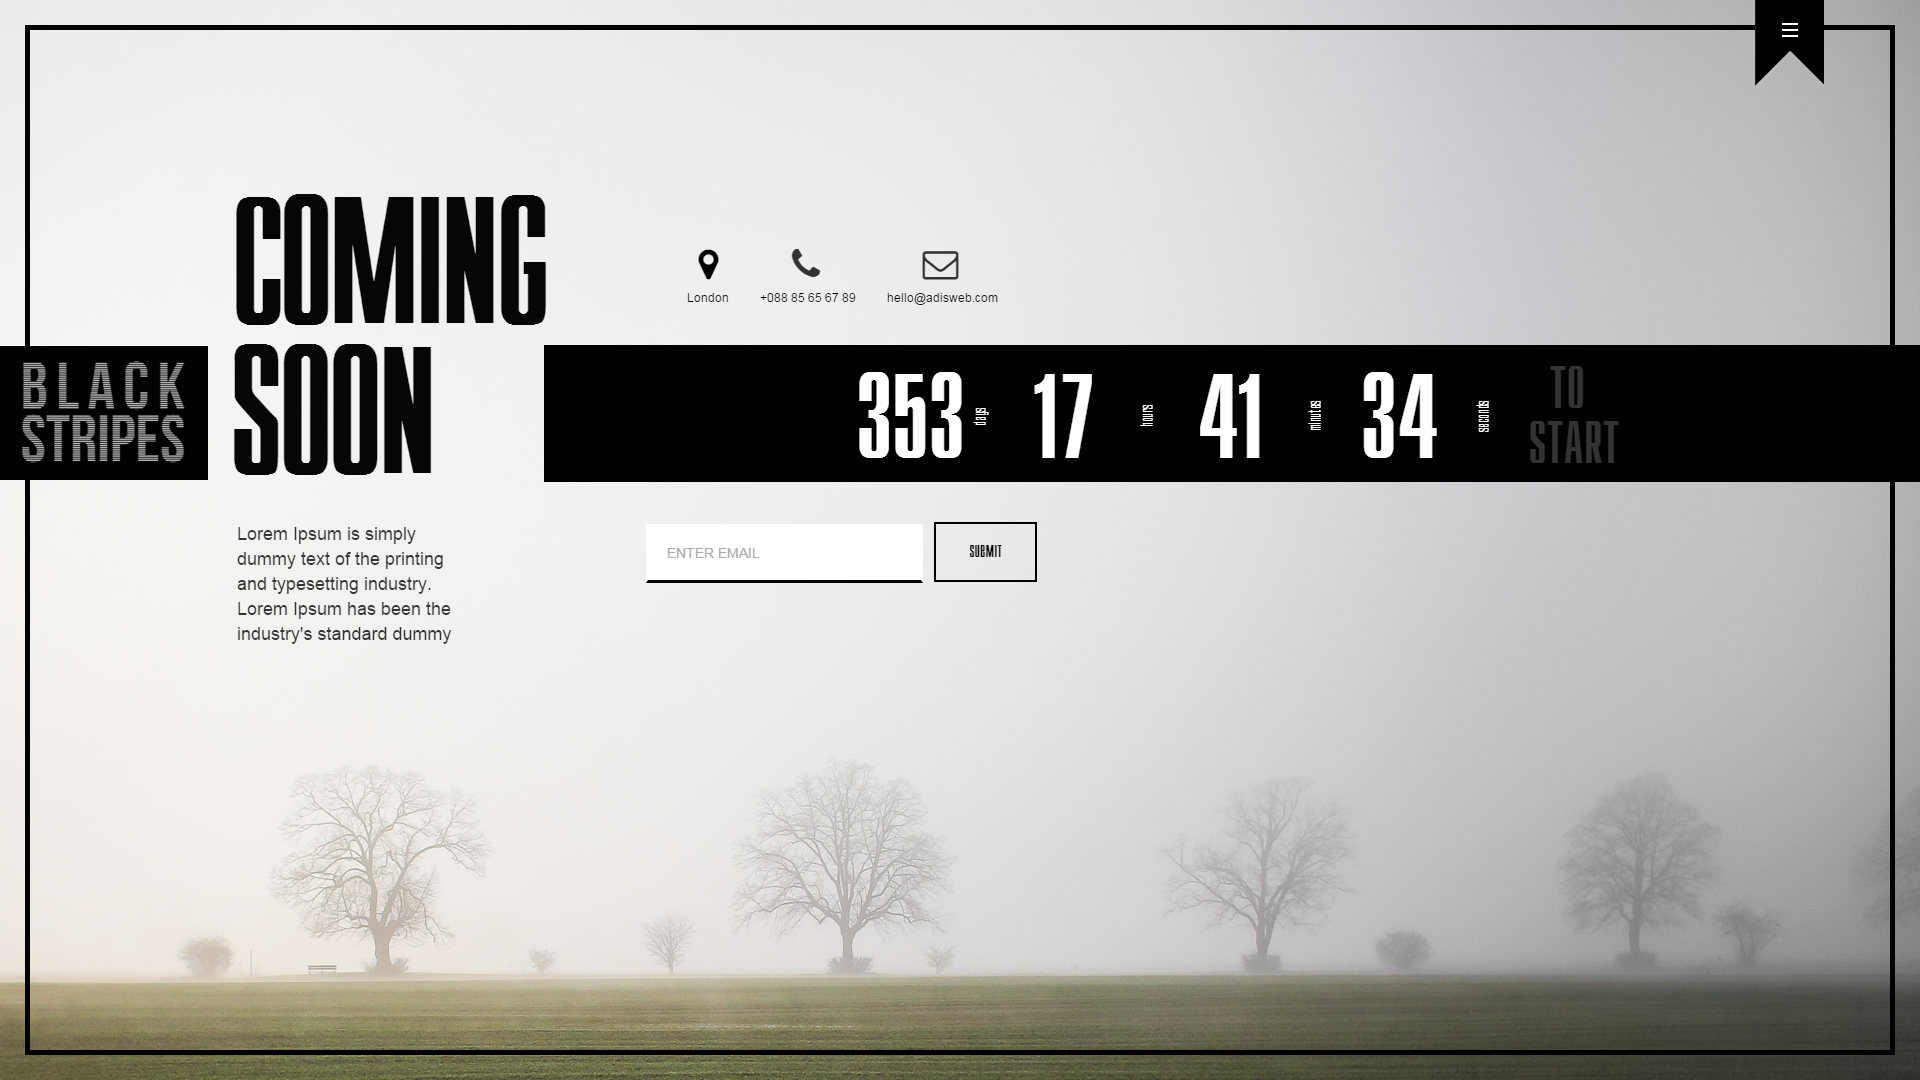 COMING
London
+088 85 65 67 89
hello@adisweb.com
BLACK
STRIPES
SOON
353 days 17 hours 41 minutes 34 seconds
TO
START
Lorem Ipsum is simply
dummy text of the printing
and typesetting industry.
Lorem Ipsum has been the
industry's standard dummy
ENTER EMAIL
SUBMIT